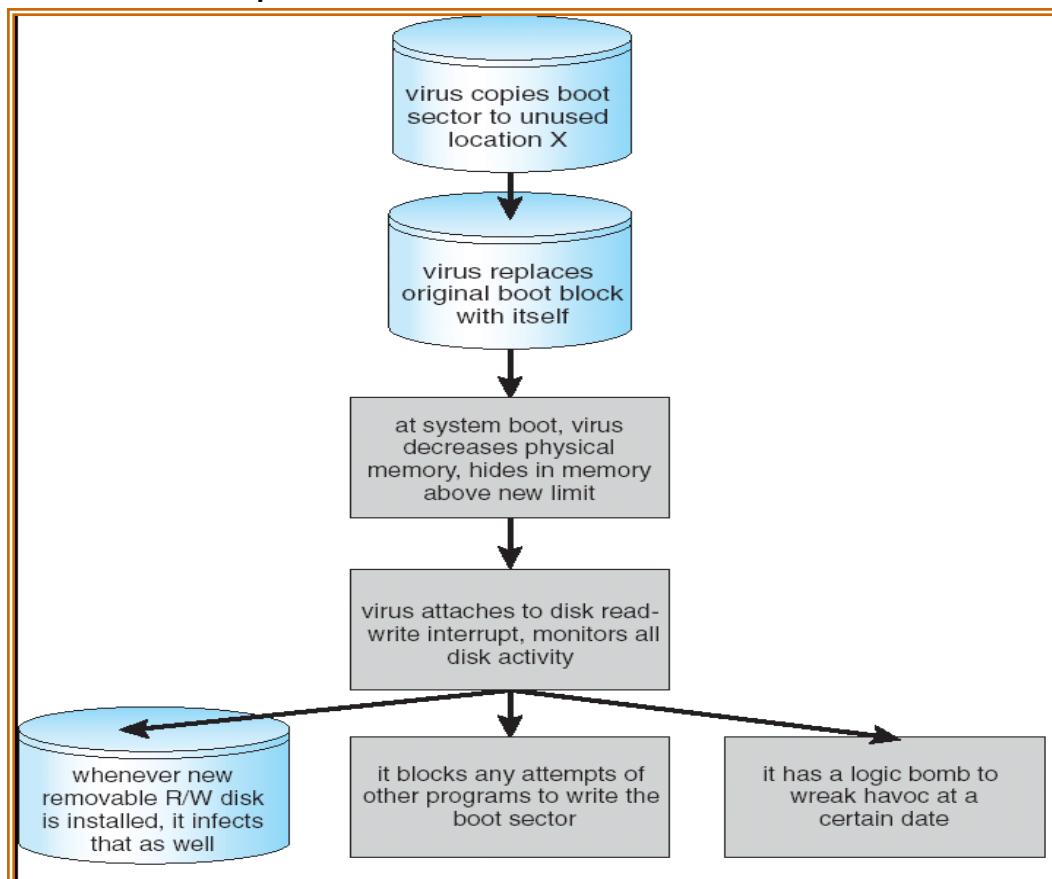 virus copies boot
sector to unused
location X
virus replaces
original boot block
with itself
at system boot, virus
decreases physical
memory, hides in memory
above new limit
virus attaches to disk read-
write interrupt, monitors all
disk activity
whenever new
removable R/W disk
is installed, it infects
that as well
it blocks any attempts of
other programs to write the
boot sector
it has a logic bomb to
wreak havoc at a
certain date